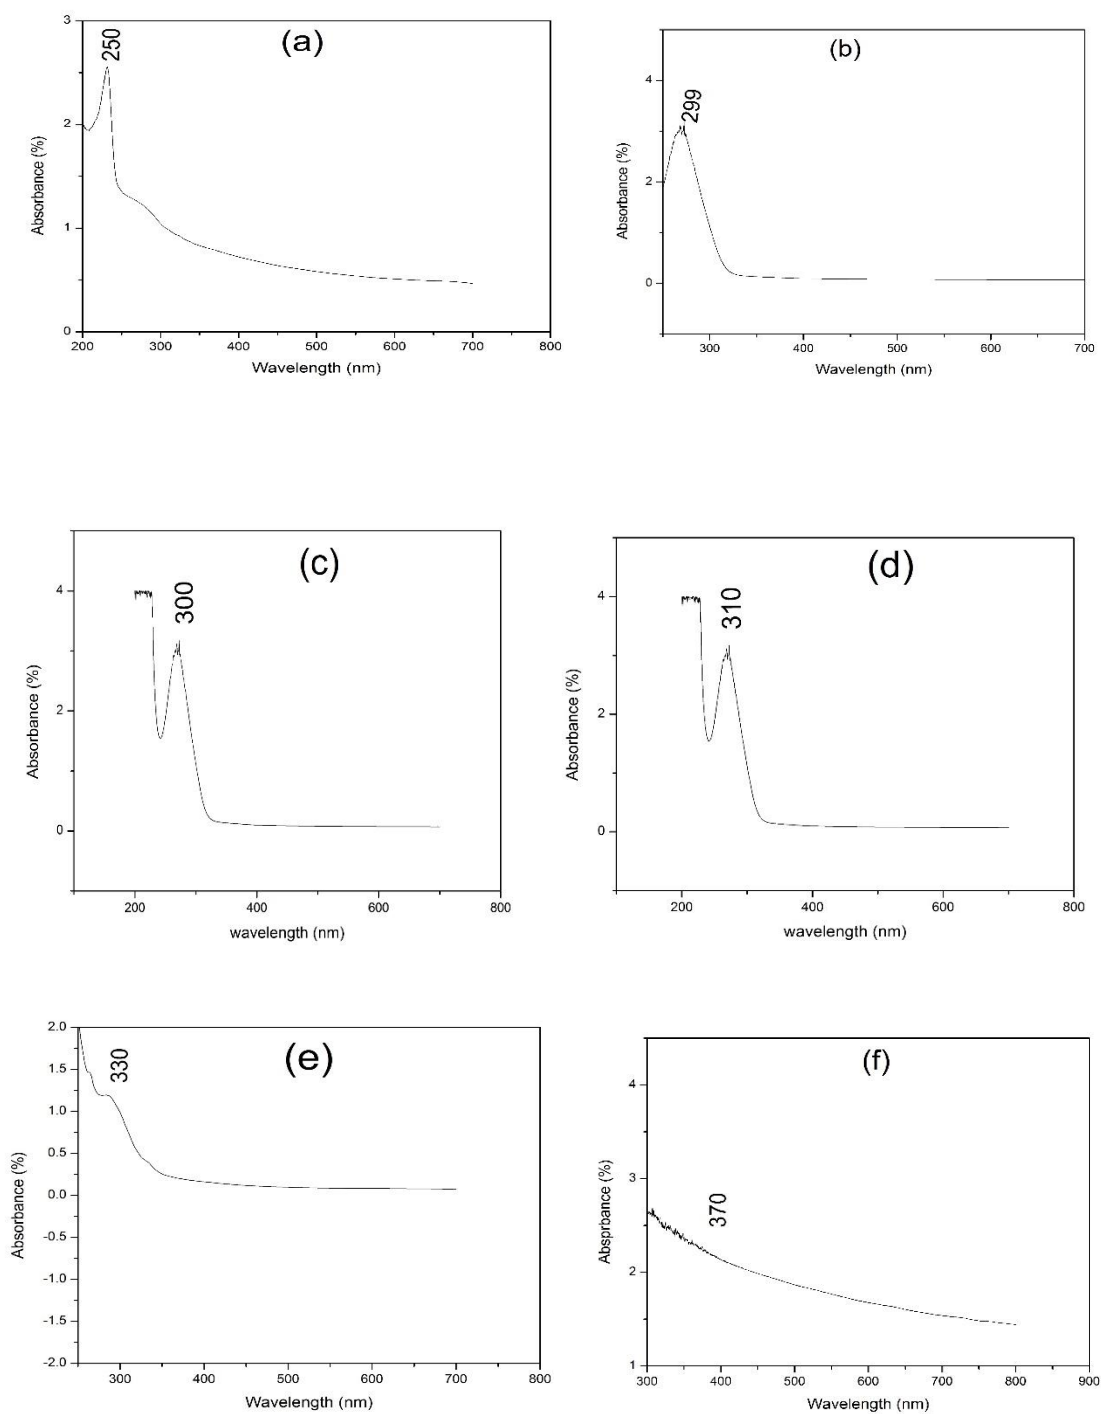 (a)
250
3
2
1
0
Absorbance (%)
200 300 400 500 600 700 800
Wavelength (nm)
(b)
299
4
2
0
Absorbance (%)
300 400 500 600 700
Wavelength (nm)
(c)
300
4
2
0
Absorbance (%)
200 400 600 800
wavelength (nm)
(d)
310
4
2
0
Absorbance (%)
200 400 600 800
wavelength (nm)
(e)
330
2.0
1.5
1.0
0.5
0.0
-0.5
-1.0
-1.5
-2.0
Absorbance (%)
300 400 500 600 700 800
Wavelength (nm)
(f)
370
4
3
2
1
Absprbance (%)
300 400 500 600 700 800 900
Wavelength (nm)